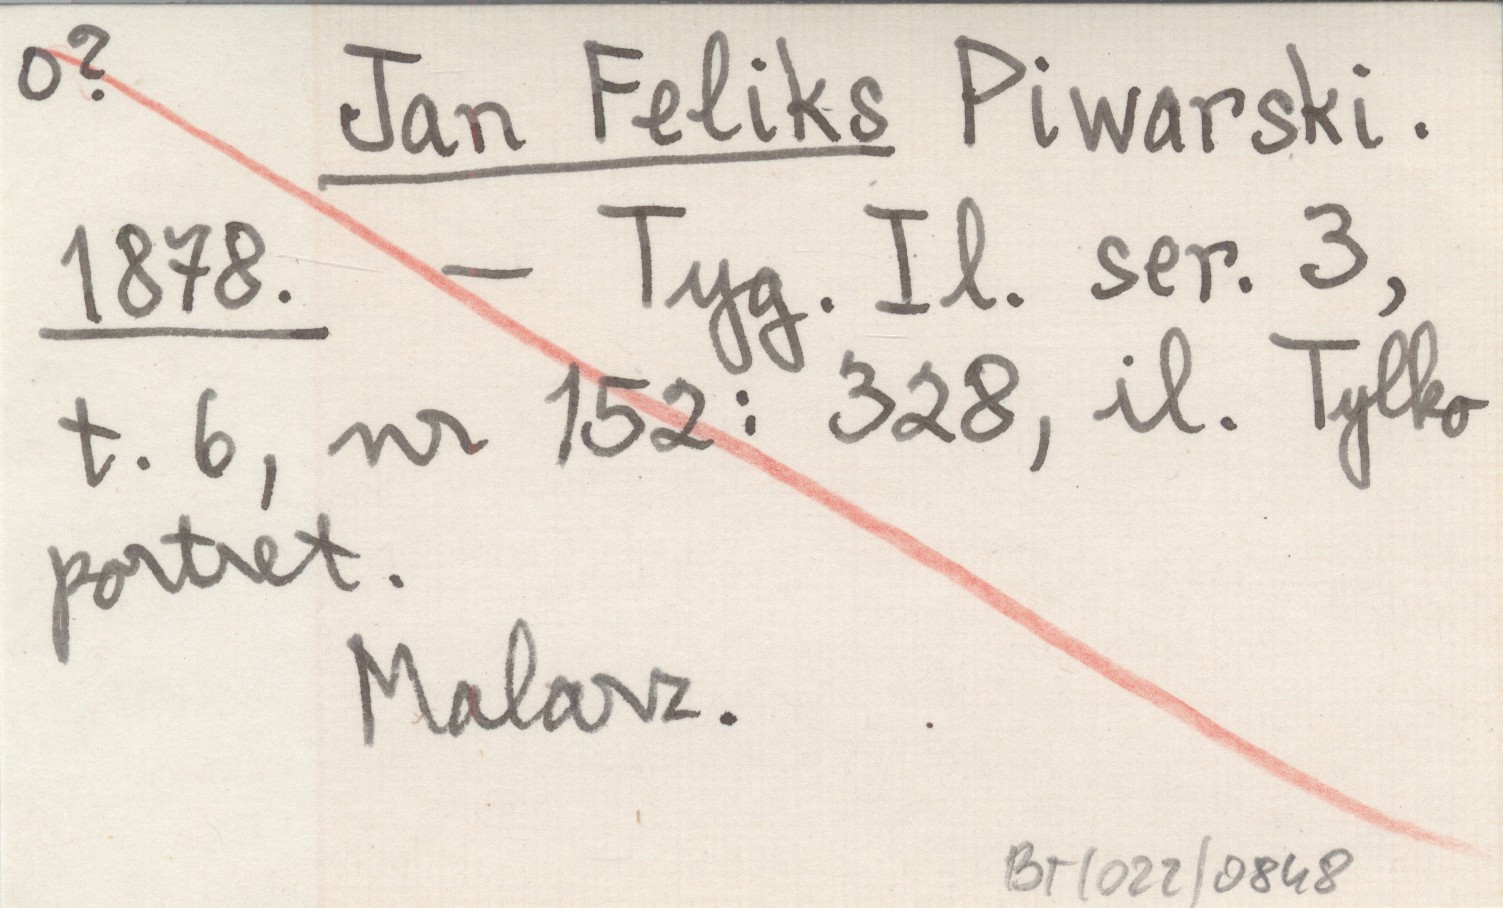 o?
Jan Feliks Piwarski.
1878. — Tyg. Il. ser. 3,
t. 6, nr 152: 328, il. Tylko
portret.
Malarz.
BT/022/0848